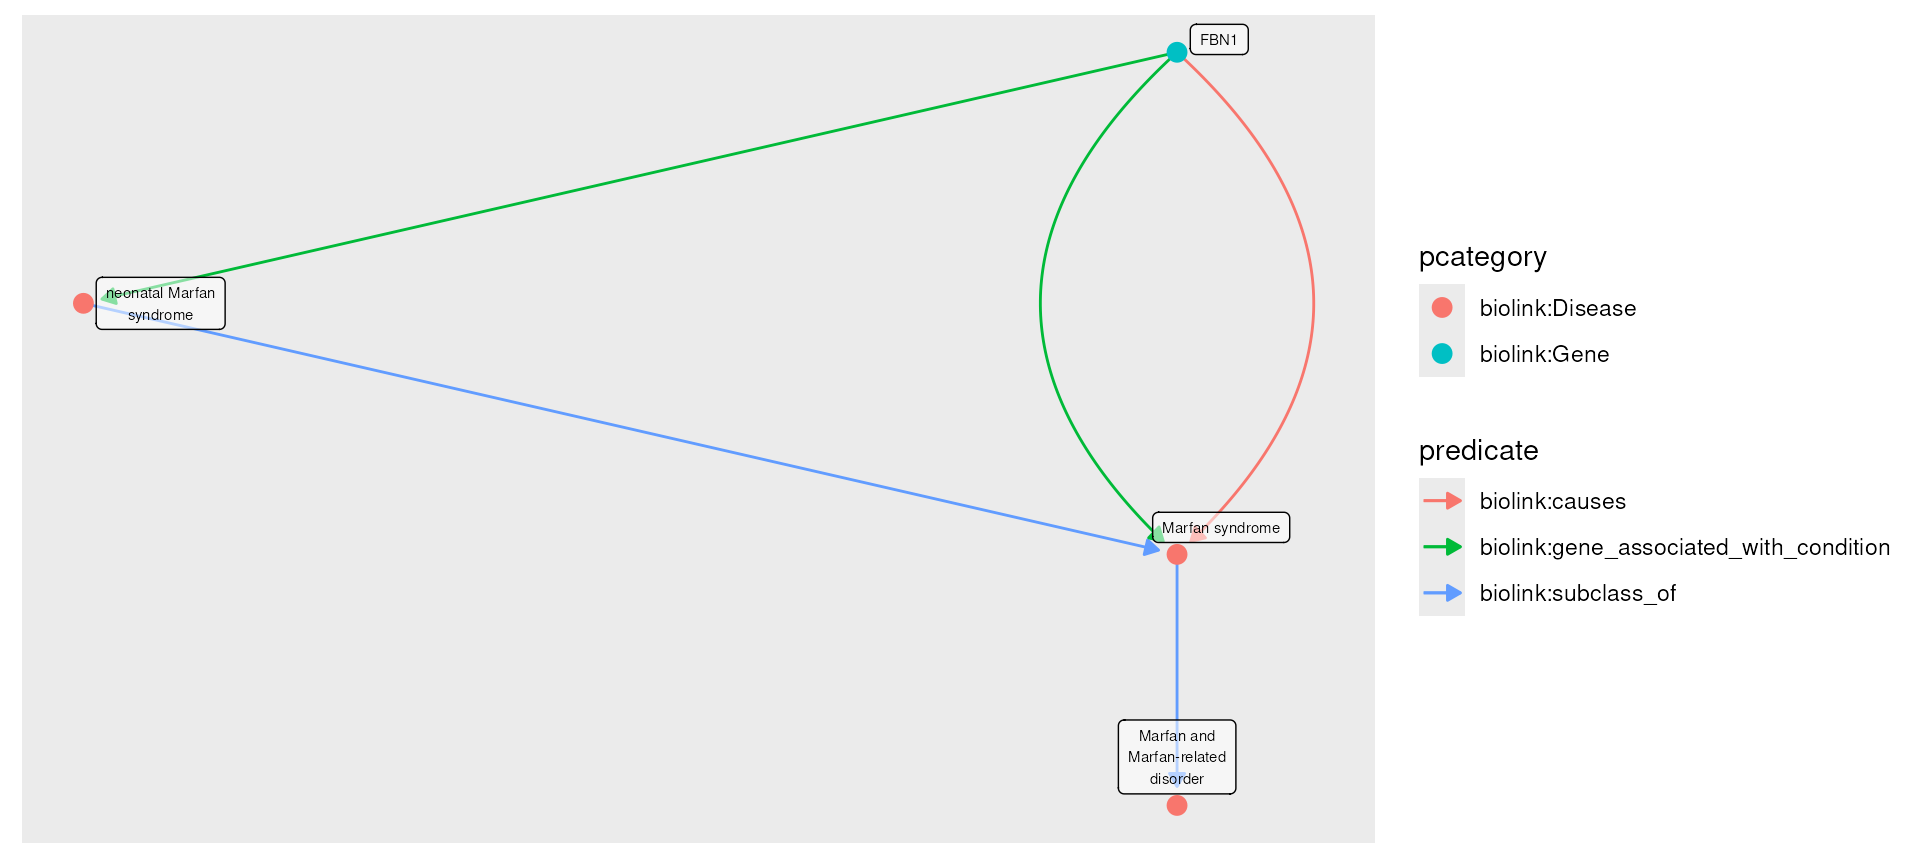 FBN1
neonatal Marfan
syndrome
Marfan syndrome
Marfan and
Marfan-related
disorder
pcategory
biolink:Disease
biolink:Gene
predicate
biolink:causes
biolink:gene_associated_with_condition
biolink:subclass_of